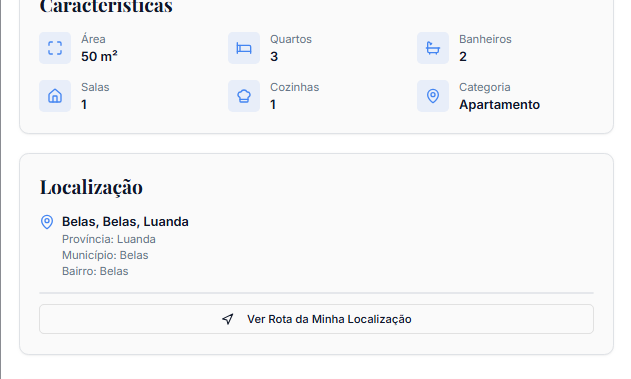 Características
Área
50 m²
Quartos
3
Banheiros
2
Salas
1
Cozinhas
1
Categoria
Apartamento
Localização
Belas, Belas, Luanda
Província: Luanda
Município: Belas
Bairro: Belas
Ver Rota da Minha Localização